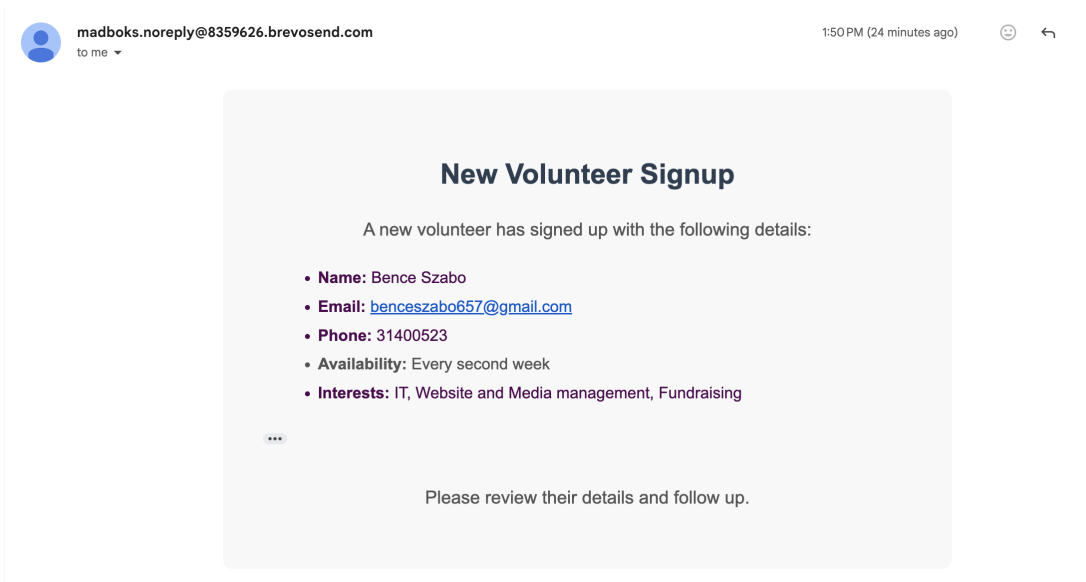 madboks.noreply@8359626.brevosend.com
1:50 PM (24 minutes ago)
to me
New Volunteer Signup
A new volunteer has signed up with the following details:
• Name: Bence Szabo
• Email: benceszabo657@gmail.com
• Phone: 31400523
• Availability: Every second week
• Interests: IT, Website and Media management, Fundraising
•••
Please review their details and follow up.